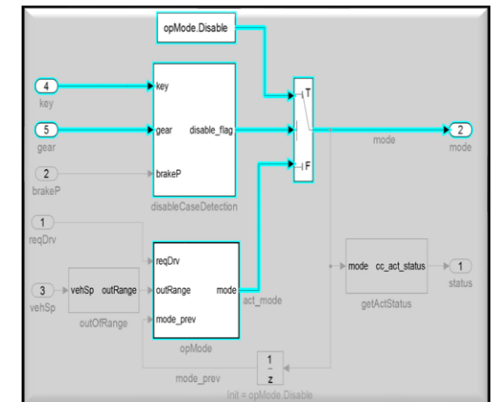 opMode.Disable
4
key
key
5
gear
gear
disable_flag
2
brakeP
brakeP
disableCaseDetection
T
F
mode
2
mode
1
reqDrv
reqDrv
3
vehSp
vehSp outRange
outOfRange
outRange
mode
mode_prev
opMode
act_mode
mode cc_act_status
getActStatus
1
status
1
z
mode_prev
Init = opMode.Disable